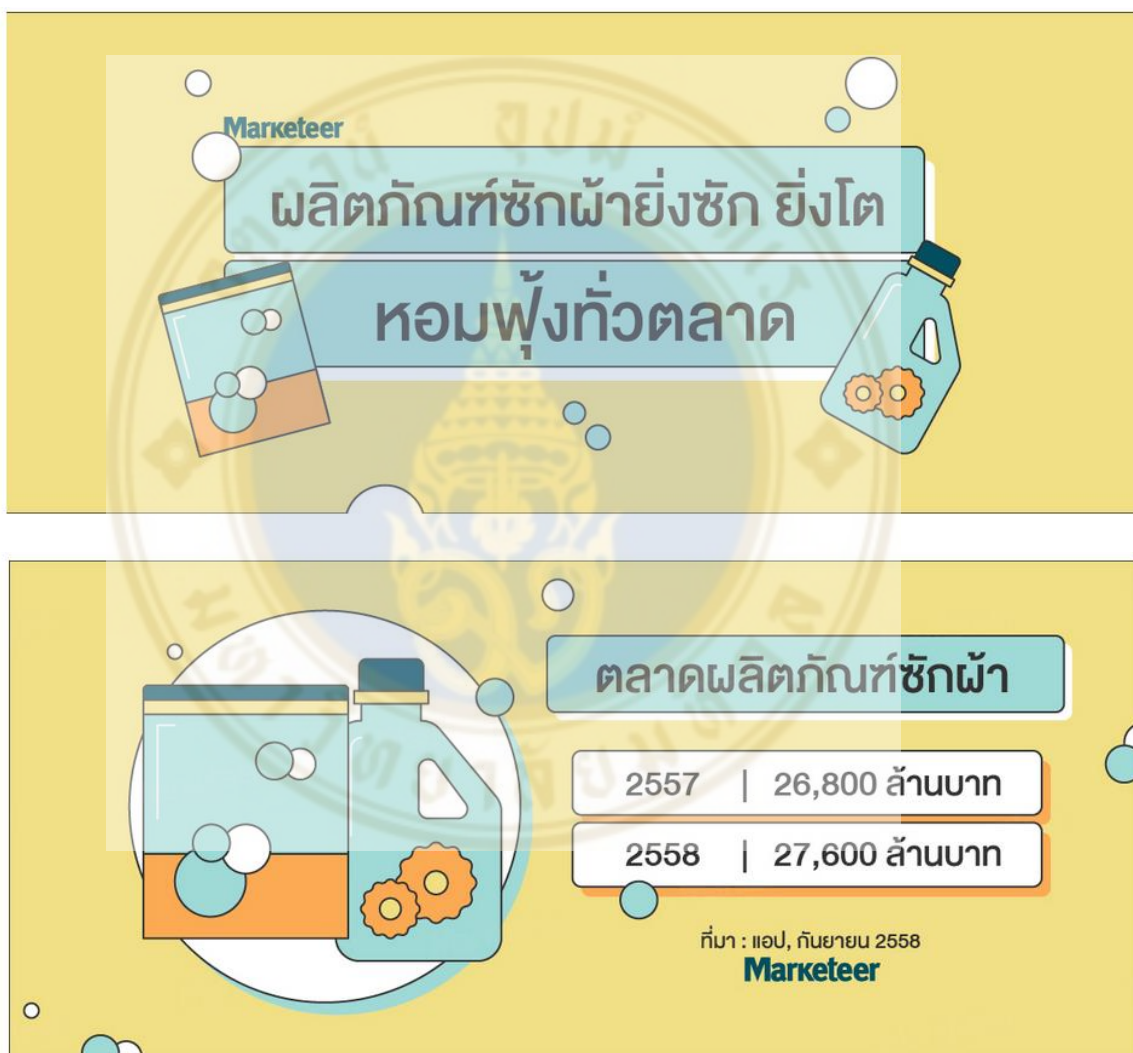 Marketeer
ผลิตภัณฑ์ซักผ้ายิ่งซัก ยิ่งโต
หอมฟุ้งทั่วตลาด
ตลาดผลิตภัณฑ์ซักผ้า
2557 | 26,800 ล้านบาท
2558 | 27,600 ล้านบาท
ที่มา : แอป, กันยายน 2558
Marketeer